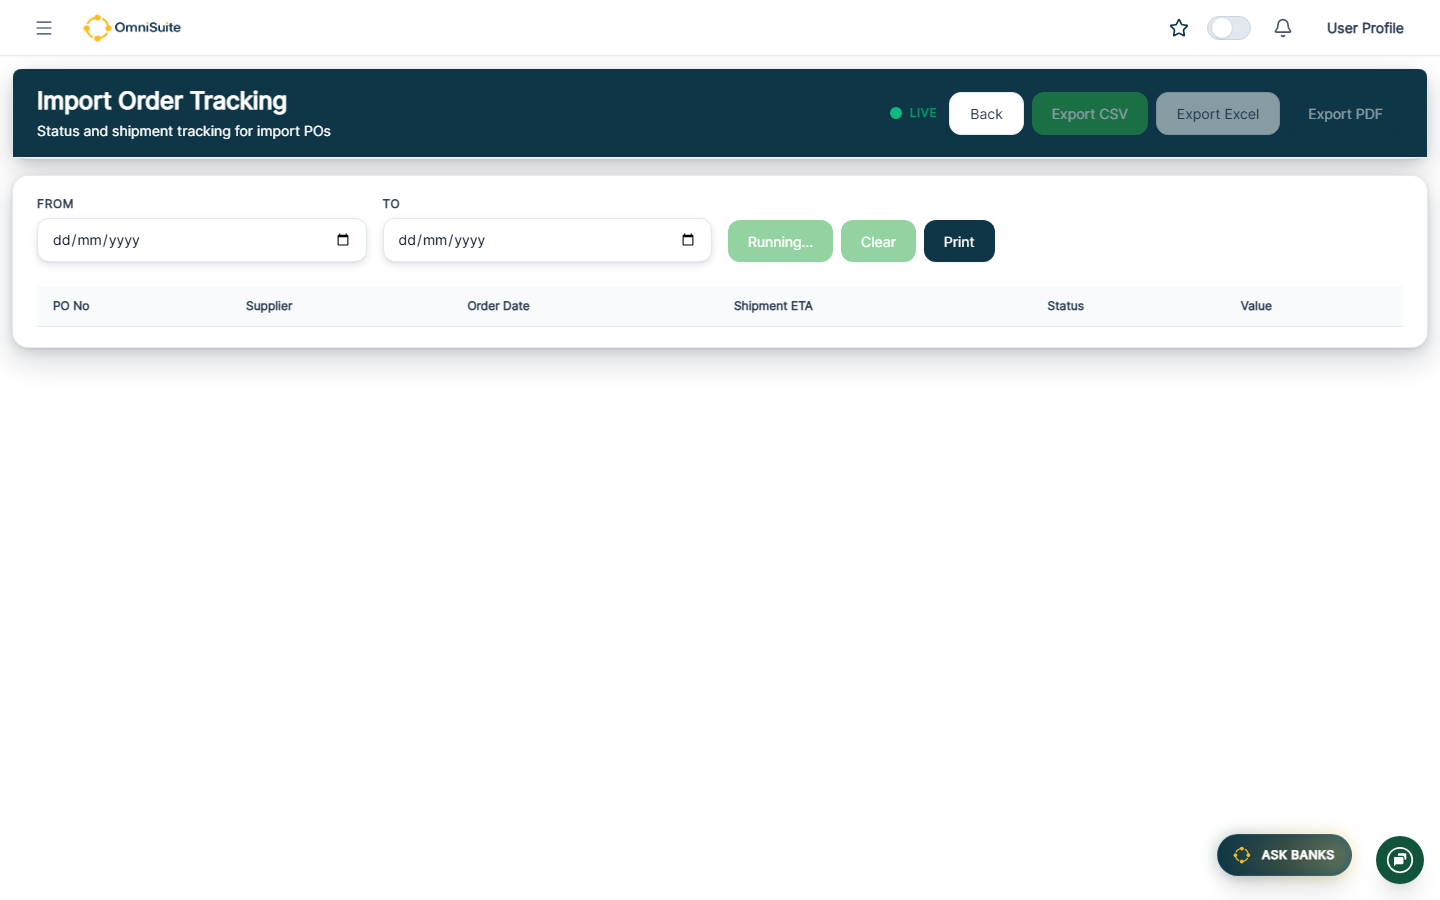 OmniSuite
User Profile
Import Order Tracking
Status and shipment tracking for import POs
LIVE
Back
Export CSV
Export Excel
Export PDF
FROM
TO
dd/mm/yyyy
dd/mm/yyyy
Running...
Clear
Print
PO No
Supplier
Order Date
Shipment ETA
Status
Value
ASK BANKS